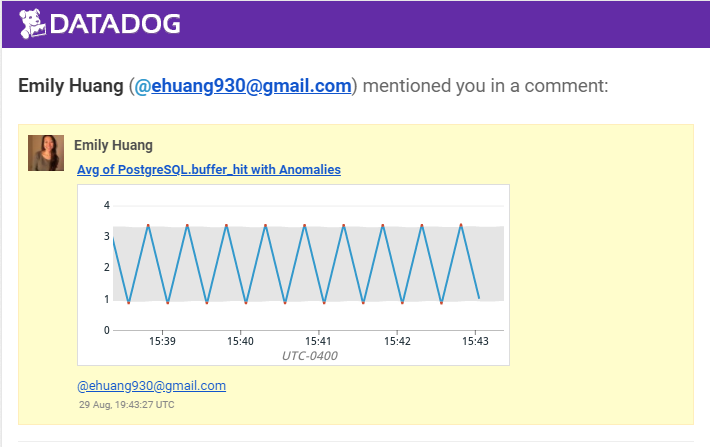 DATADOG
Emily Huang (@ehuang930@gmail.com) mentioned you in a comment:
Emily Huang
Avg of PostgreSQL.buffer_hit with Anomalies
4
3
2
1
0
15:39 15:40 15:41 15:42 15:43
UTC-0400
@ehuang930@gmail.com
29 Aug, 19:43:27 UTC